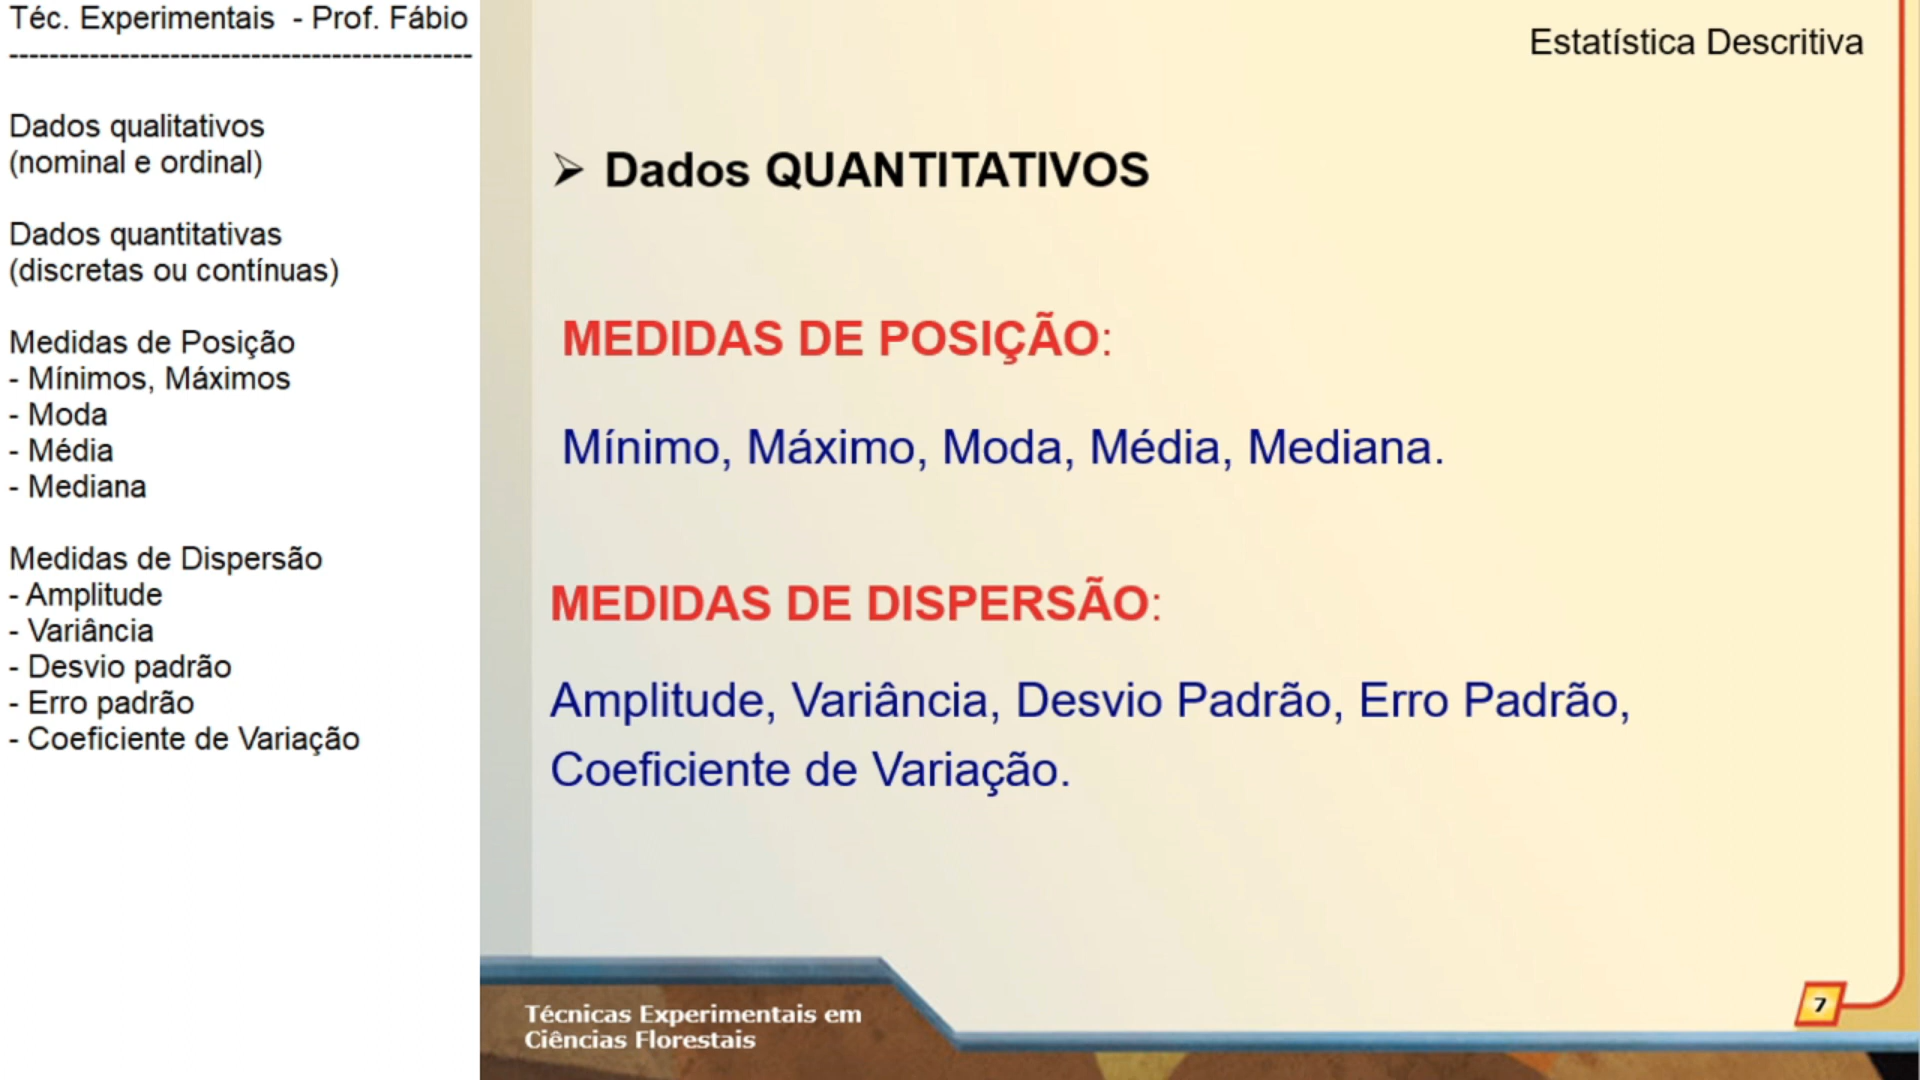 Téc. Experimentais - Prof. Fábio
----------------------------------------------
Dados qualitativos
(nominal e ordinal)
Dados quantitativas
(discretas ou contínuas)
Medidas de Posição
- Mínimos, Máximos
- Moda
- Média
- Mediana
Medidas de Dispersão
- Amplitude
- Variância
- Desvio padrão
- Erro padrão
- Coeficiente de Variação
Estatística Descritiva
➢ Dados QUANTITATIVOS
MEDIDAS DE POSIÇÃO:
Mínimo, Máximo, Moda, Média, Mediana.
MEDIDAS DE DISPERSÃO:
Amplitude, Variância, Desvio Padrão, Erro Padrão,
Coeficiente de Variação.
Técnicas Experimentais em
Ciências Florestais
7